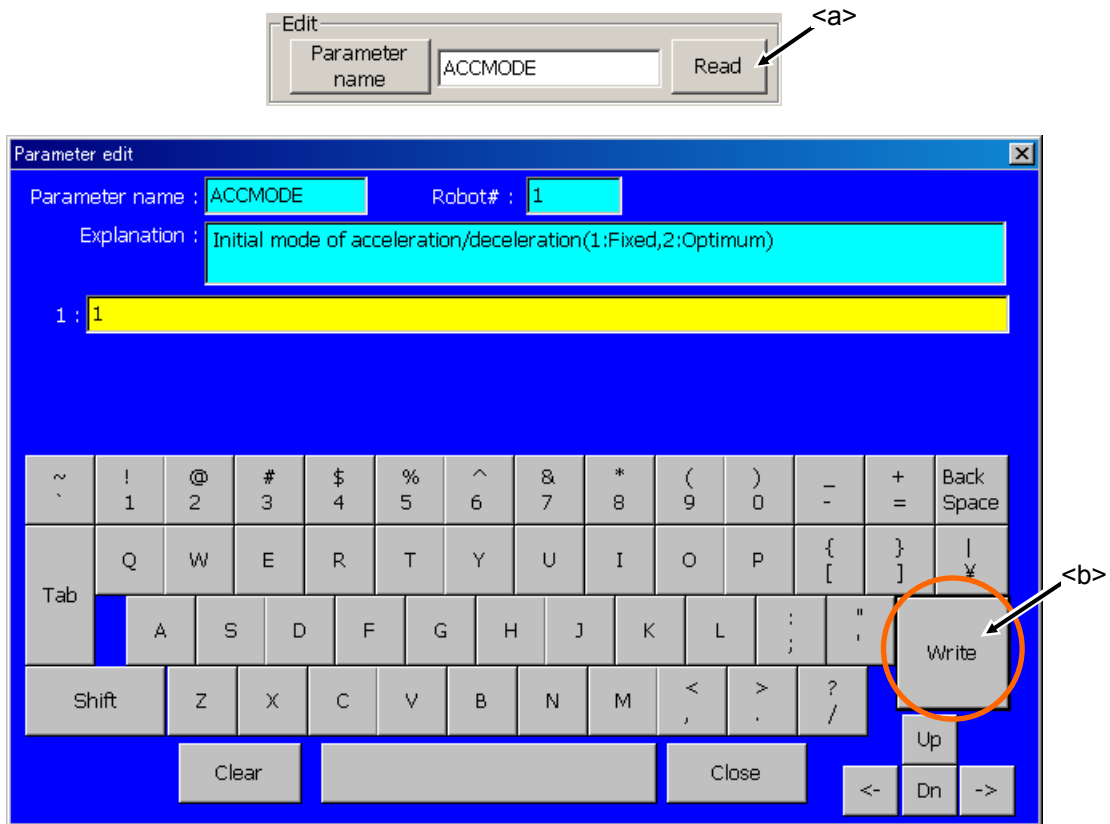 <a>
Edit
Parameter name
ACCMODE
Read
Parameter edit
Parameter name : ACCMODE Robot# : 1
Explanation : Initial mode of acceleration/deceleration(1:Fixed,2:Optimum)
1 : 1
~ ! @ # $ % ^ & * ( ) _ + Back
` 1 2 3 4 5 6 7 8 9 0 - = Space
Q W E R T Y U I O P { [ } ] | ¥
<b>
Tab
A S D F G H J K L : ; " '
Write
Shift Z X C V B N M < , > . ? /
Up
Clear Close
<- Dn ->